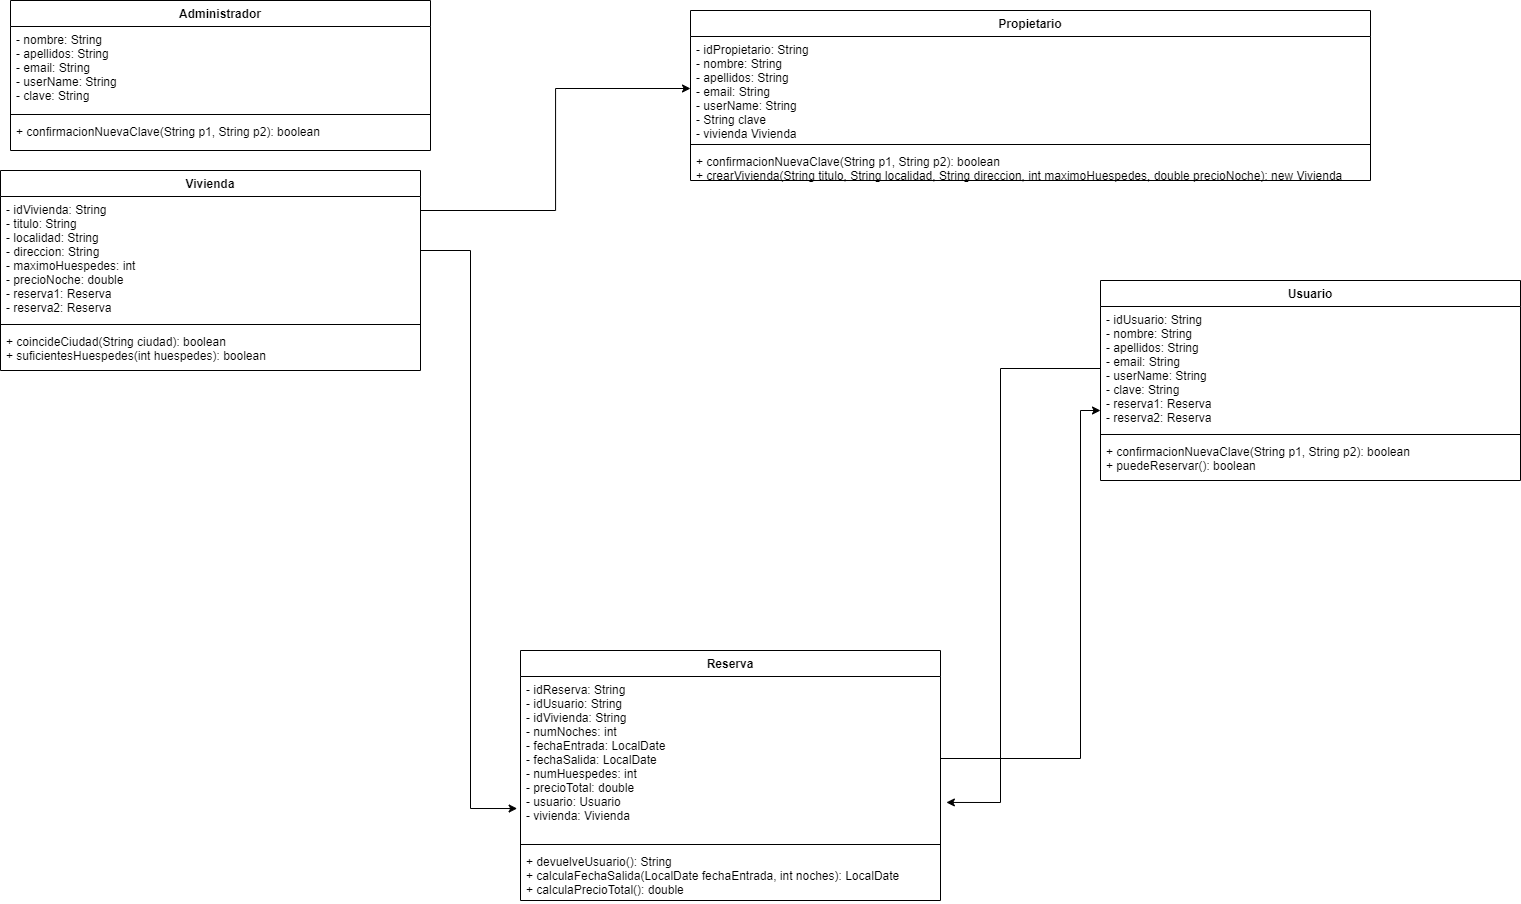 Administrador
- nombre: String
- apellidos: String
- email: String
- userName: String
- clave: String
+ confirmacionNuevaClave(String p1, String p2): boolean
Propietario
- idPropietario: String
- nombre: String
- apellidos: String
- email: String
- userName: String
- String clave
- vivienda Vivienda
+ confirmacionNuevaClave(String p1, String p2): boolean
+ crearVivienda(String titulo, String localidad, String direccion, int maximoHuespedes, double precioNoche): new Vivienda
Vivienda
- idVivienda: String
- titulo: String
- localidad: String
- direccion: String
- maximoHuespedes: int
- precioNoche: double
- reserva1: Reserva
- reserva2: Reserva
+ coincideCiudad(String ciudad): boolean
+ suficientesHuespedes(int huespedes): boolean
Usuario
- idUsuario: String
- nombre: String
- apellidos: String
- email: String
- userName: String
- clave: String
- reserva1: Reserva
- reserva2: Reserva
+ confirmacionNuevaClave(String p1, String p2): boolean
+ puedeReservar(): boolean
Reserva
- idReserva: String
- idUsuario: String
- idVivienda: String
- numNoches: int
- fechaEntrada: LocalDate
- fechaSalida: LocalDate
- numHuespedes: int
- precioTotal: double
- usuario: Usuario
- vivienda: Vivienda
+ devuelveUsuario(): String
+ calculaFechaSalida(LocalDate fechaEntrada, int noches): LocalDate
+ calculaPrecioTotal(): double